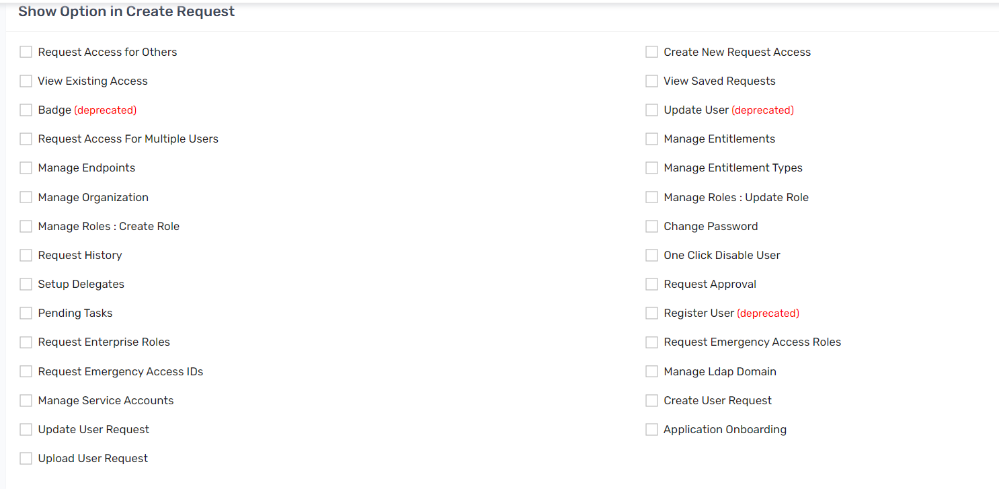 Show Option in Create Request
Request Access for Others
Create New Request Access
View Existing Access
View Saved Requests
Badge (deprecated)
Update User (deprecated)
Request Access For Multiple Users
Manage Entitlements
Manage Endpoints
Manage Entitlement Types
Manage Organization
Manage Roles : Update Role
Manage Roles : Create Role
Change Password
Request History
One Click Disable User
Setup Delegates
Request Approval
Pending Tasks
Register User (deprecated)
Request Enterprise Roles
Request Emergency Access Roles
Request Emergency Access IDs
Manage Ldap Domain
Manage Service Accounts
Create User Request
Update User Request
Application Onboarding
Upload User Request